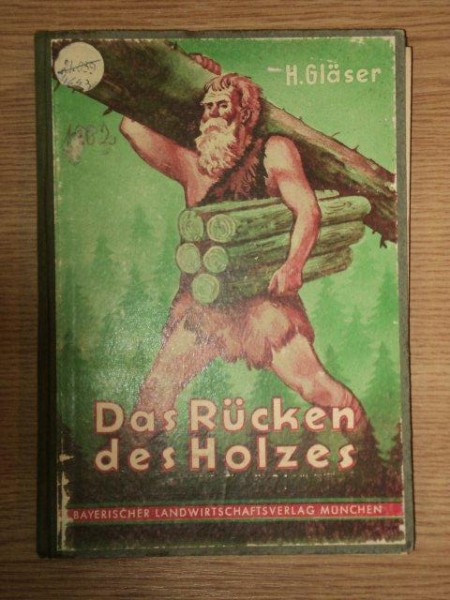 H. Gläser
Das Rücken
des Holzes
BAYERISCHER LANDWIRTSCHAFTSVERLAG MÜNCHEN